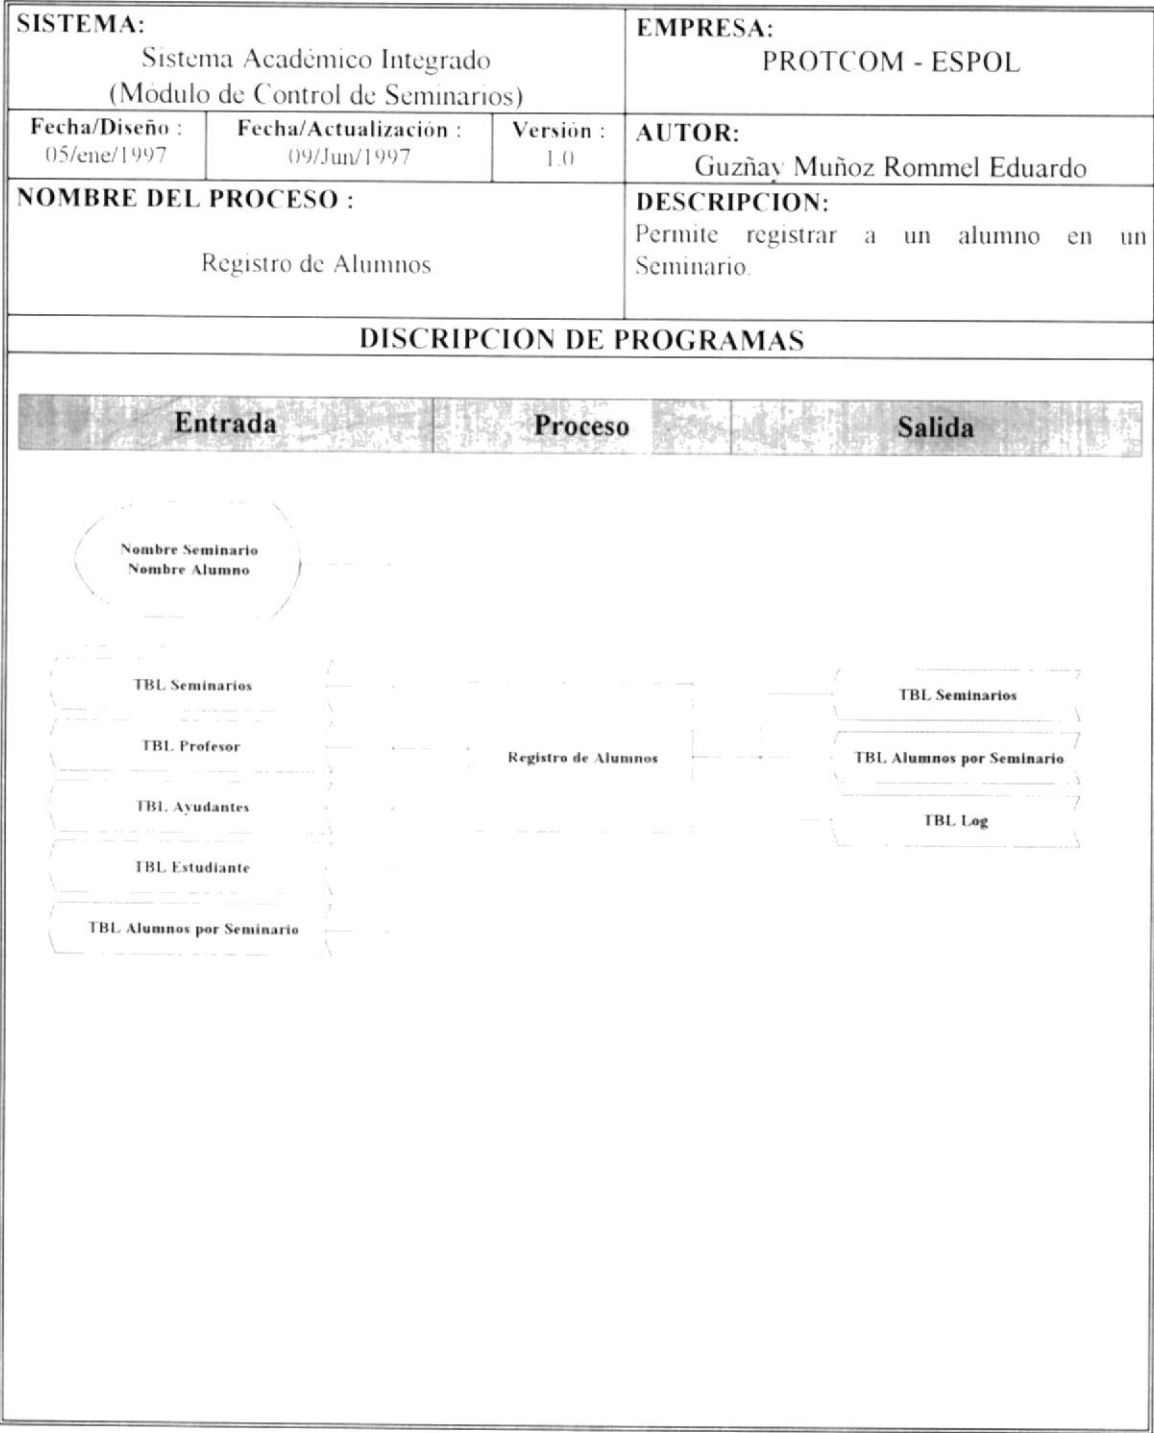 SISTEMA:
Sistema Académico Integrado
(Módulo de Control de Seminarios)
EMPRESA:
PROTCOM - ESPOL
Fecha/Diseño :
05/ene/1997
Fecha/Actualización :
09/Jun/1997
Versión :
1.0
AUTOR:
Guzñay Muñoz Rommel Eduardo
NOMBRE DEL PROCESO :
Registro de Alumnos
DESCRIPCION:
Permite registrar a un alumno en un
Seminario.
DISCRIPCION DE PROGRAMAS
Entrada Proceso Salida
Nombre Seminario
Nombre Alumno
TBL Seminarios
TBL Profesor
TBL Ayudantes
TBL Estudiante
TBL Alumnos por Seminario
Registro de Alumnos
TBL Seminarios
TBL Alumnos por Seminario
TBL Log